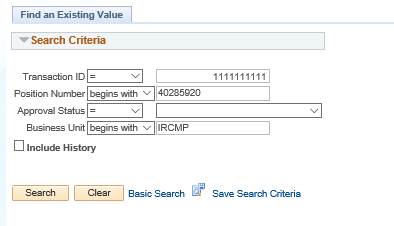 Find an Existing Value
Search Criteria
Transaction ID = 1111111111
Position Number begins with 40285920
Approval Status =
Business Unit begins with IRCMP
Include History
Search Clear Basic Search Save Search Criteria